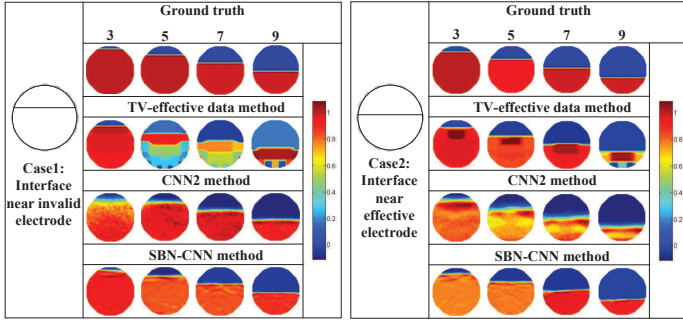 Ground truth
3 5 7 9
TV-effective data method
CNN2 method
SBN-CNN method
Case1:
Interface
near invalid
electrode
1
0.8
0.6
0.4
0.2
0
Ground truth
3 5 7 9
TV-effective data method
CNN2 method
SBN-CNN method
Case2:
Interface
near
effective
electrode
1
0.8
0.6
0.4
0.2
0